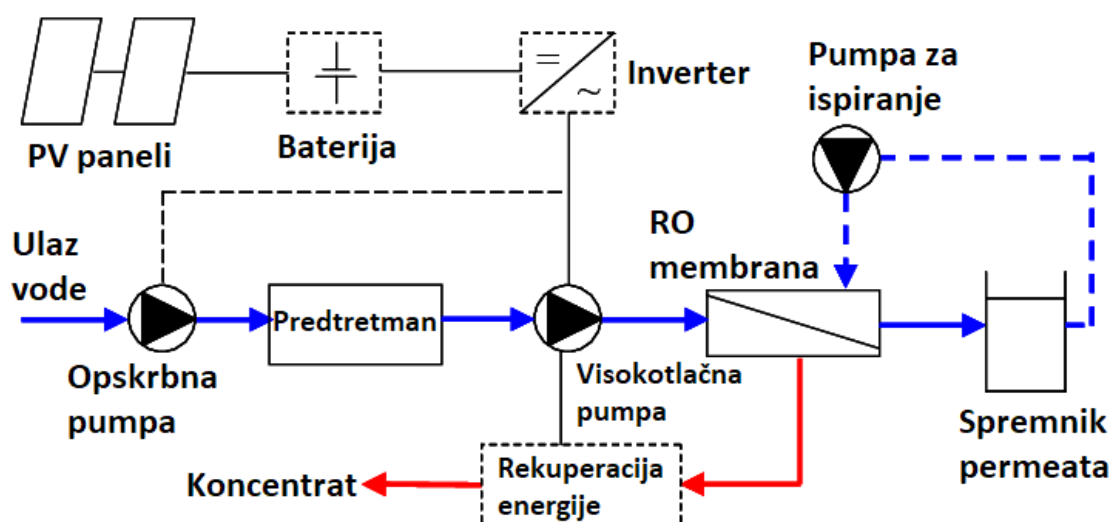 PV paneli
Baterija
=
~
Inverter
Pumpa za
ispiranje
Ulaz
vode
Opskrbna
pumpa
Predtretman
Visokotlačna
pumpa
RO
membrana
Spremnik
permeata
Rekuperacija
energije
Koncentrat